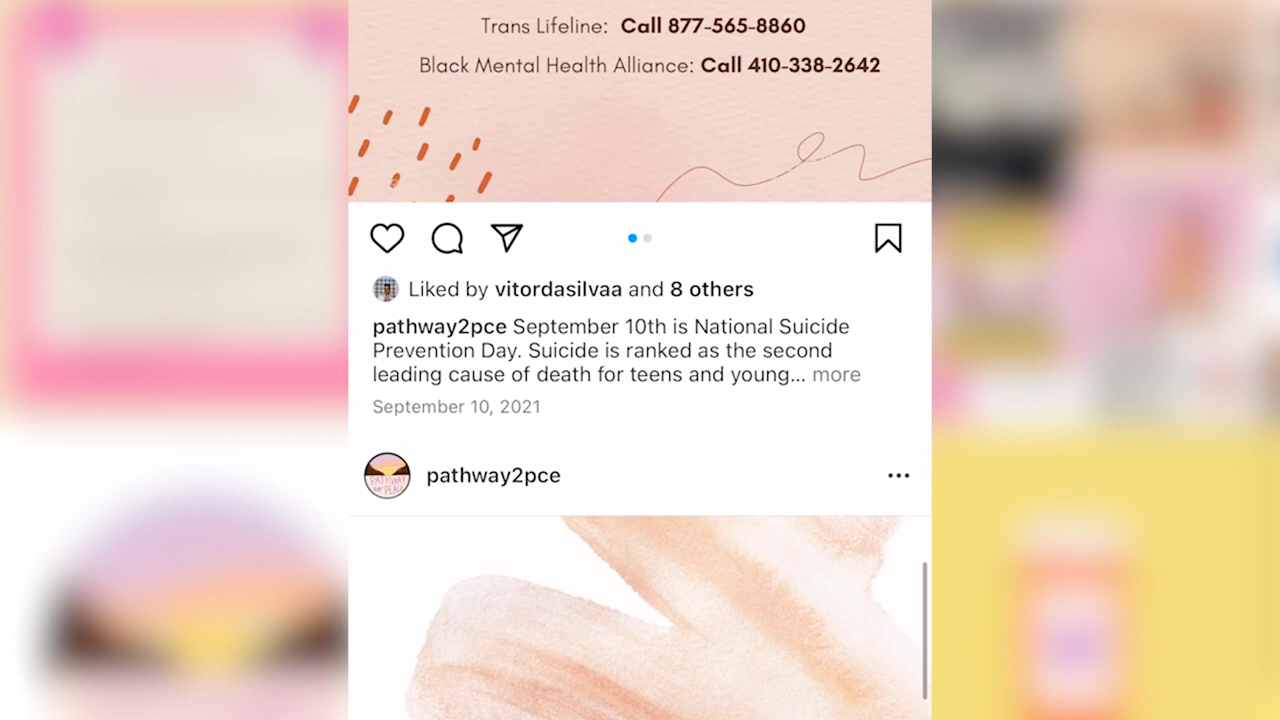 Trans Lifeline: Call 877-565-8860
Black Mental Health Alliance: Call 410-338-2642
Liked by vitordasilvaa and 8 others
pathway2pce September 10th is National Suicide
Prevention Day. Suicide is ranked as the second
leading cause of death for teens and young... more
September 10, 2021
pathway2pce
PATHWAY
PEACE